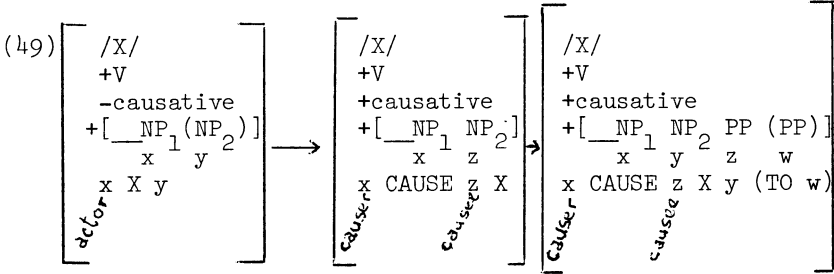 (49) /X/ /X/ /X/
+V +V +V
-causative +causative +causative
+[__NP1(NP2)] → +[__NP1 NP2] → +[__NP1 NP2 PP (PP)]
x y x z x y z w
x X y x CAUSE z X x CAUSE z X y (TO w)
actor causer causee causer causee